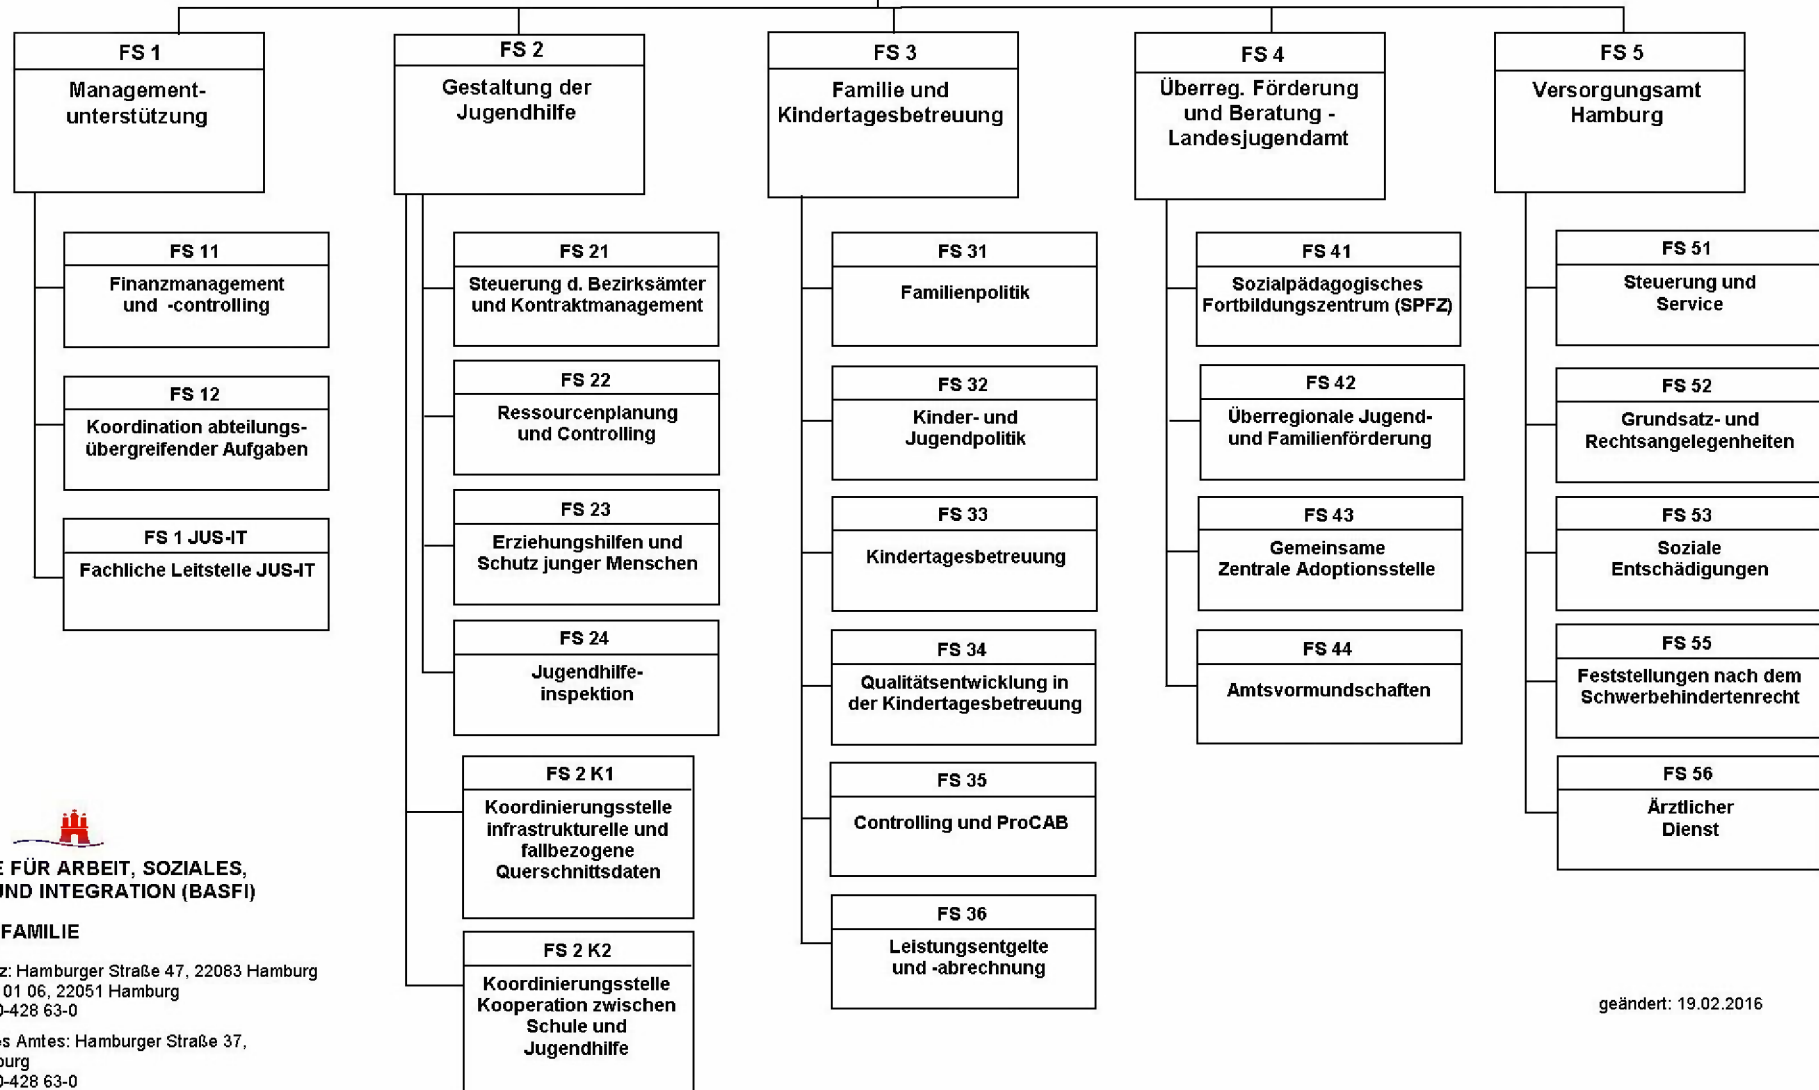 FS 1
Management-
unterstützung
FS 11
Finanzmanagement
und -controlling
FS 12
Koordination abteilungs-
übergreifender Aufgaben
FS 1 JUS-IT
Fachliche Leitstelle JUS-IT
FS 2
Gestaltung der
Jugendhilfe
FS 21
Steuerung d. Bezirksämter
und Kontraktmanagement
FS 22
Ressourcenplanung
und Controlling
FS 23
Erziehungshilfen und
Schutz junger Menschen
FS 24
Jugendhilfe-
inspektion
FS 2 K1
Koordinierungsstelle
infrastrukturelle und
fallbezogene
Querschnittsdaten
FS 2 K2
Koordinierungsstelle
Kooperation zwischen
Schule und
Jugendhilfe
FS 3
Familie und
Kindertagesbetreuung
FS 31
Familienpolitik
FS 32
Kinder- und
Jugendpolitik
FS 33
Kindertagesbetreuung
FS 34
Qualitätsentwicklung in
der Kindertagesbetreuung
FS 35
Controlling und ProCAB
FS 36
Leistungsentgelte
und -abrechnung
FS 4
Überreg. Förderung
und Beratung -
Landesjugendamt
FS 41
Sozialpädagogisches
Fortbildungszentrum (SPFZ)
FS 42
Überregionale Jugend-
und Familienförderung
FS 43
Gemeinsame
Zentrale Adoptionsstelle
FS 44
Amtsvormundschaften
FS 5
Versorgungsamt
Hamburg
FS 51
Steuerung und
Service
FS 52
Grundsatz- und
Rechtsangelegenheiten
FS 53
Soziale
Entschädigungen
FS 55
Feststellungen nach dem
Schwerbehindertenrecht
FS 56
Ärztlicher
Dienst
E FÜR ARBEIT, SOZIALES,
UND INTEGRATION (BASFI)
FAMILIE
z: Hamburger Straße 47, 22083 Hamburg
01 06, 22051 Hamburg
0-428 63-0
es Amtes: Hamburger Straße 37,
burg
0-428 63-0
geändert: 19.02.2016